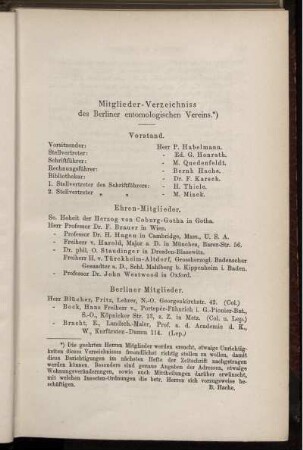 Mitglieder-Verzeichniss
des Berliner entomologischen Vereins.*)
Vorstand.
Vorsitzender: Herr P. Habelmann.
Stellvertreter: - Ed. G. Honrath.
Schriftführer: - M. Quedenfeldt.
Rechnungsführer: - Bernh. Hache.
Bibliothekar: - Dr. F. Karsch.
1. Stellvertreter des Schriftführers: - H. Thiele.
2. Stellvertreter " " - M. Minck.
Ehren-Mitglieder.
Se. Hoheit der Herzog von Coburg-Gotha in Gotha.
Herr Professor Dr. F. Brauer in Wien.
- Professor Dr. H. Hagen in Cambridge, Mass., U. S. A.
- Freiherr v. Harold, Major a. D. in München, Barer-Str. 56.
- Dr. phil. O. Staudinger in Dresden-Blasewitz.
- Freiherr H. v. Türckheim-Altdorf, Grossherzogl. Badenscher
Gesandter a. D., Schl. Mahlberg b. Kippenheim i. Baden.
- Professor Dr. John Westwood in Oxford.
Berliner Mitglieder.
Herr Blücher, Fritz, Lehrer, N.-O. Georgenkirchstr. 42. (Col.)
- Bock, Hans Freiherr v., Portepée-Fähnrich i. G.-Pionier-Bat.,
S.-O., Köpnicker Str. 13, a. Z. in Metz. (Col. u. Lep.)
- Bracht, E., Landsch.-Maler, Prof. a. d. Academie d. K.,
W., Kurfürsten-Damm 114. (Lep.)
*) Die geehrten Herren Mitglieder werden ersucht, etwaige Unrichtig-
keiten dieses Verzeichnisses freundlichst richtig stellen zu wollen, damit
diese Berichtigungen im nächsten Hefte der Zeitschrift nachgetragen
werden können. Ausserdem sind genaue Angaben der Adressen, etwaige
Wohnungsveränderungen, sowie auch Mittheilungen darüber erwünscht,
mit welchen Insecten-Ordnungen die betr. Herren sich vorzugsweise be-
schäftigen. B. Hache.